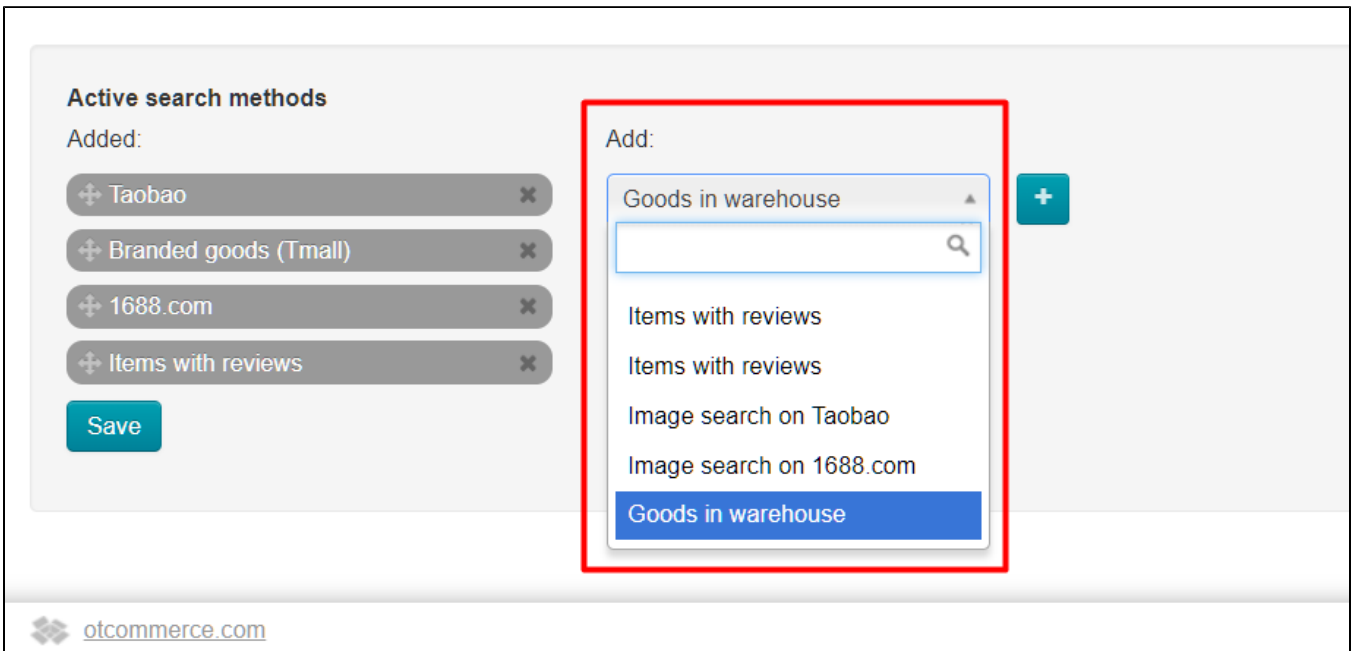 Active search methods
Added:
Taobao
Branded goods (Tmall)
1688.com
Items with reviews
Save
Add:
Goods in warehouse
+
Items with reviews
Items with reviews
Image search on Taobao
Image search on 1688.com
Goods in warehouse
otcommerce.com